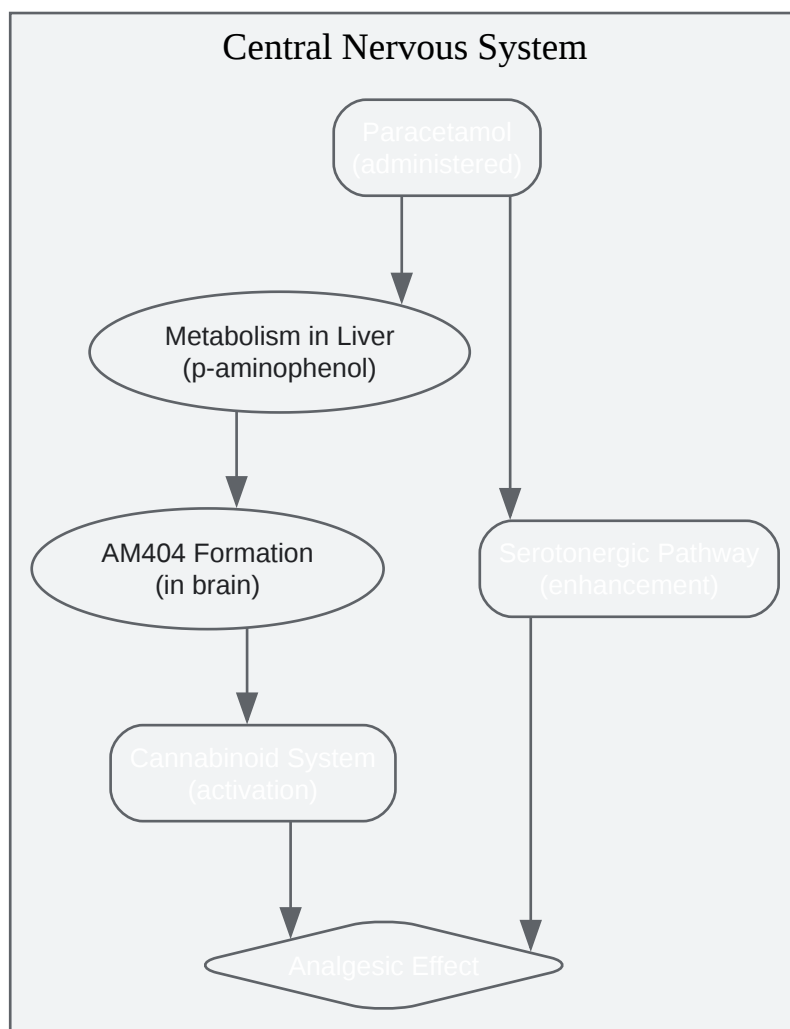 Central Nervous System
Paracetamol
(administered)
Metabolism in Liver
(p-aminophenol)
AM404 Formation
(in brain)
Serotonergic Pathway
(enhancement)
Cannabinoid System
(activation)
Analgesic Effect